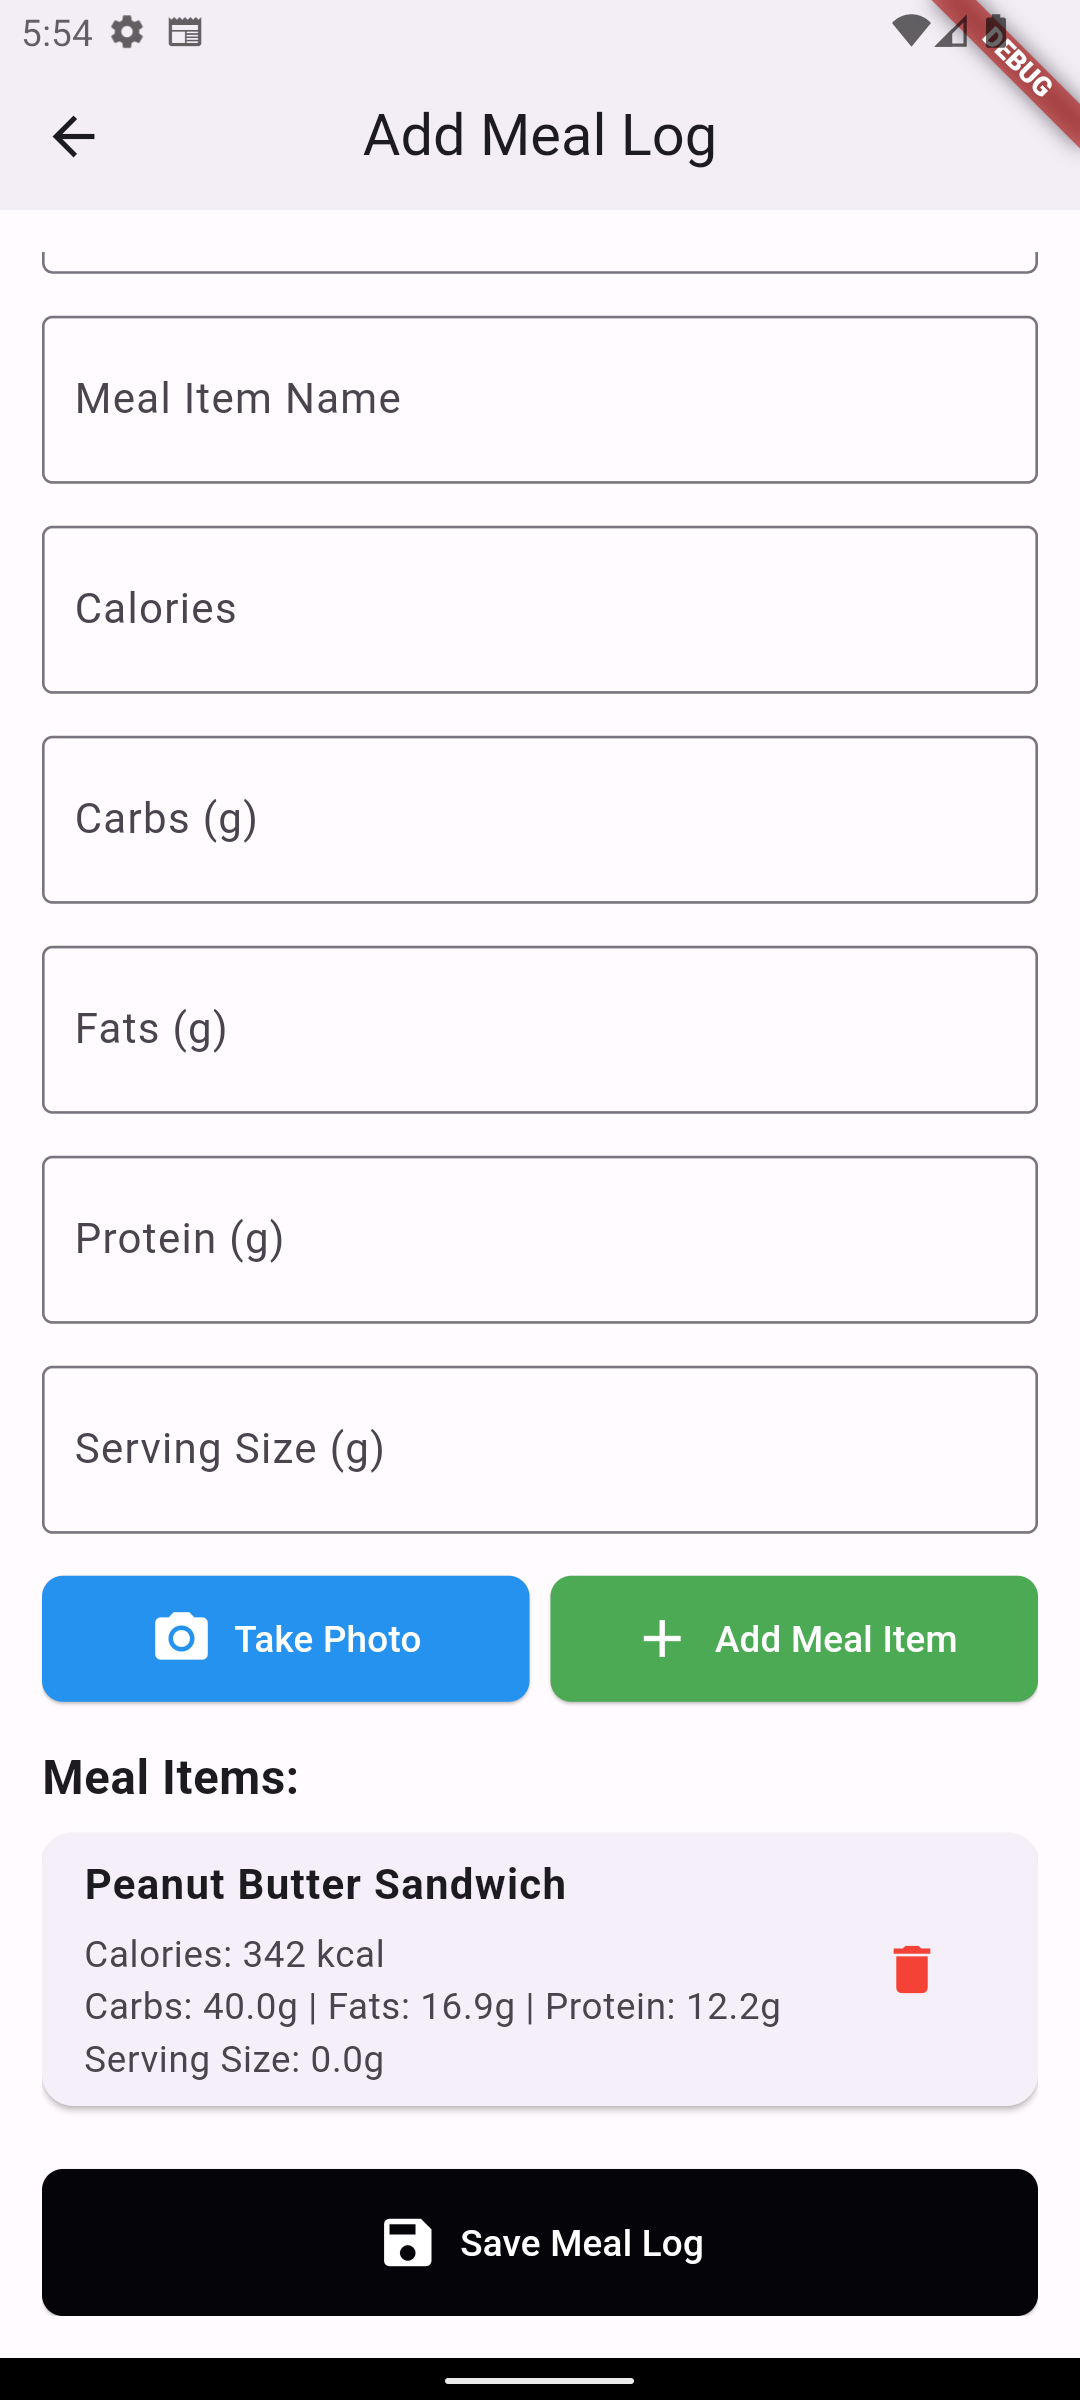 5:54
DEBUG
Add Meal Log
Meal Item Name
Calories
Carbs (g)
Fats (g)
Protein (g)
Serving Size (g)
Take Photo
Add Meal Item
Meal Items:
Peanut Butter Sandwich
Calories: 342 kcal
Carbs: 40.0g | Fats: 16.9g | Protein: 12.2g
Serving Size: 0.0g
Save Meal Log